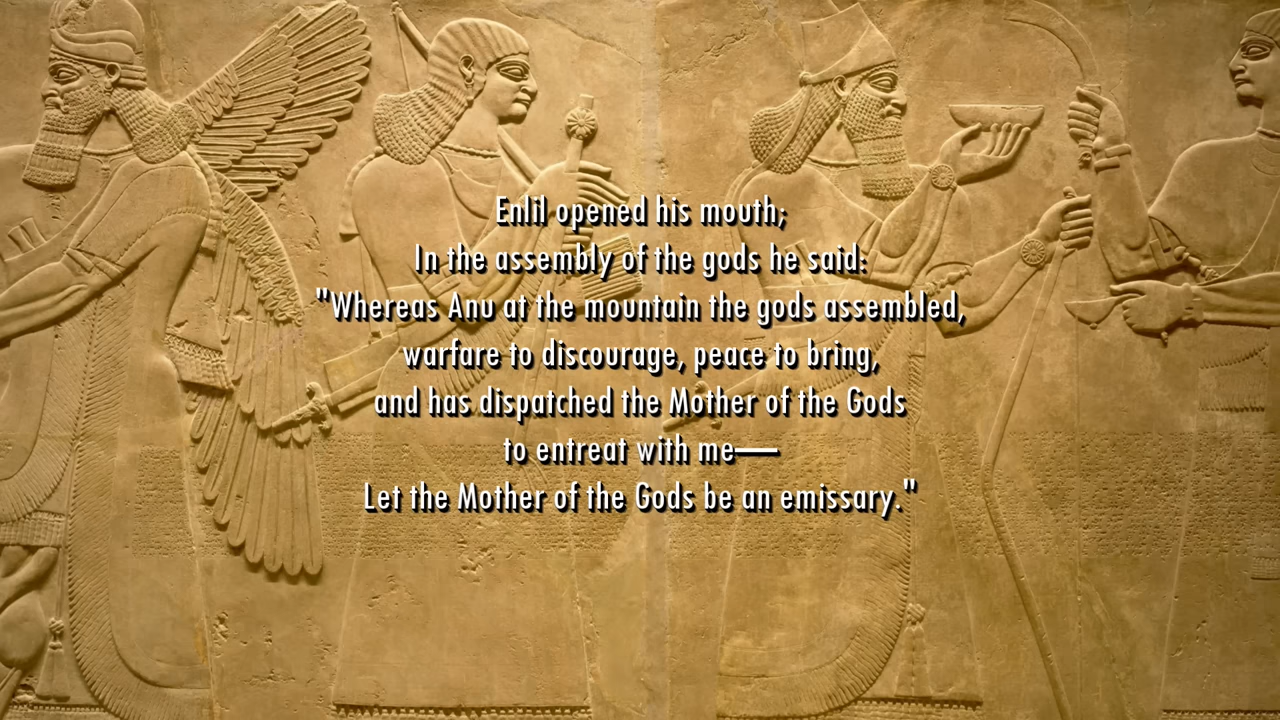 Enlil opened his mouth;
In the assembly of the gods he said:
"Whereas Anu at the mountain the gods assembled,
warfare to discourage, peace to bring,
and has dispatched the Mother of the Gods
to entreat with me—
Let the Mother of the Gods be an emissary."